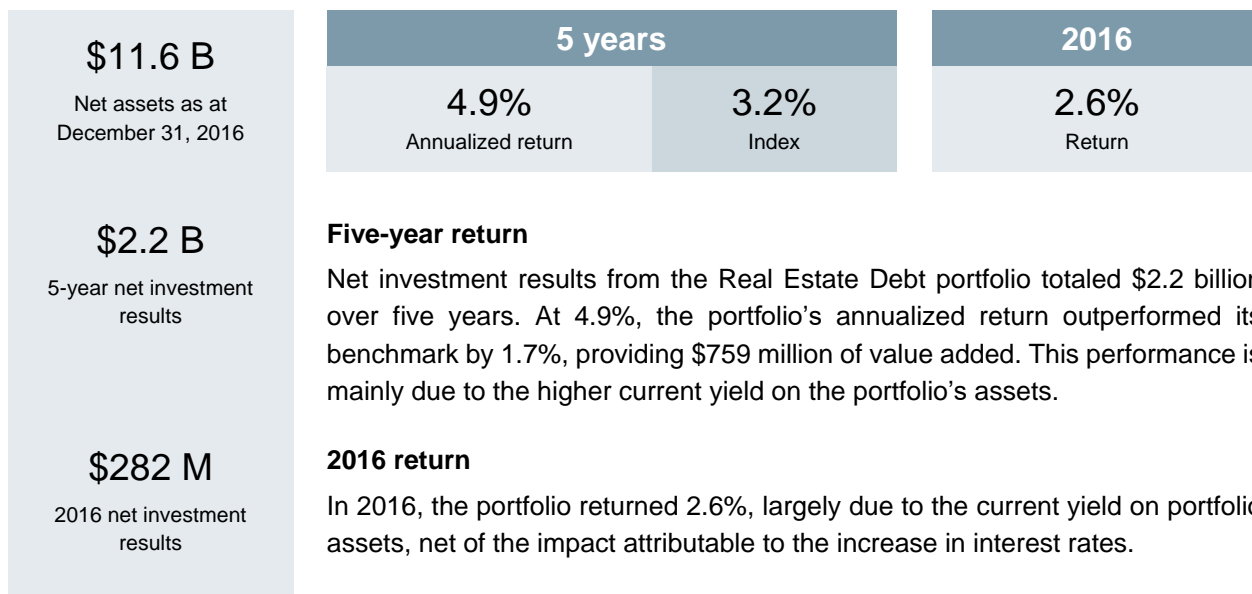 $11.6 B
Net assets as at
December 31, 2016
$2.2 B
5-year net investment
results
$282 M
2016 net investment
results
5 years
2016
4.9%
3.2%
2.6%
Annualized return
Index
Return
Five-year return
Net investment results from the Real Estate Debt portfolio totaled $2.2 billion
over five years. At 4.9%, the portfolio’s annualized return outperformed its
benchmark by 1.7%, providing $759 million of value added. This performance is
mainly due to the higher current yield on the portfolio’s assets.
2016 return
In 2016, the portfolio returned 2.6%, largely due to the current yield on portfolio
assets, net of the impact attributable to the increase in interest rates.